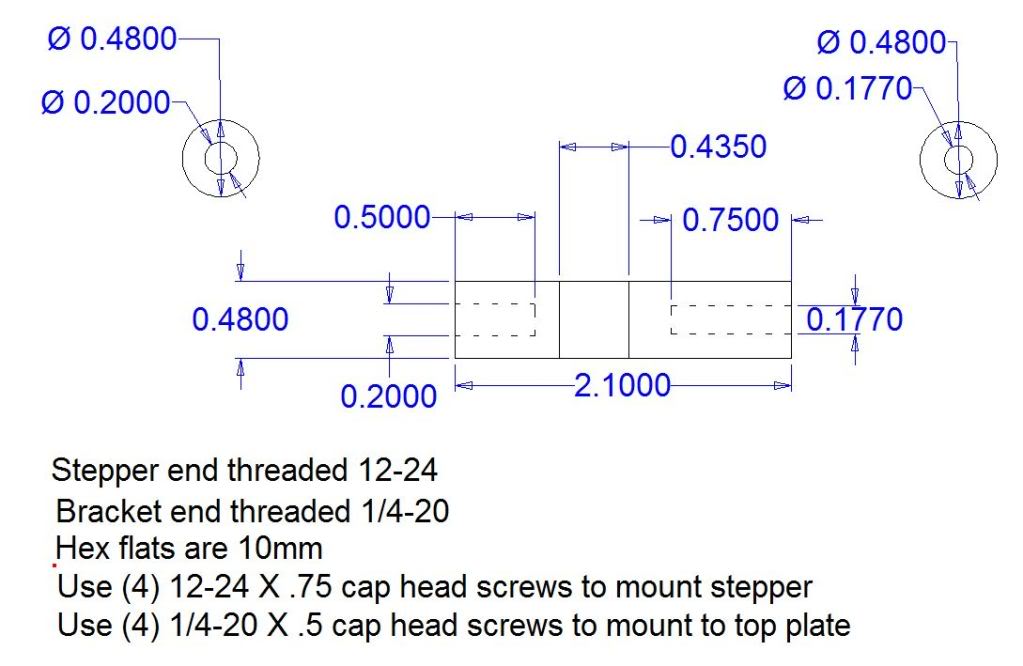 Ø 0.4800
Ø 0.4800
Ø 0.2000
Ø 0.1770
0.4350
0.5000
0.7500
0.4800
0.1770
0.2000
2.1000
Stepper end threaded 12-24
Bracket end threaded 1/4-20
Hex flats are 10mm
Use (4) 12-24 X .75 cap head screws to mount stepper
Use (4) 1/4-20 X .5 cap head screws to mount to top plate